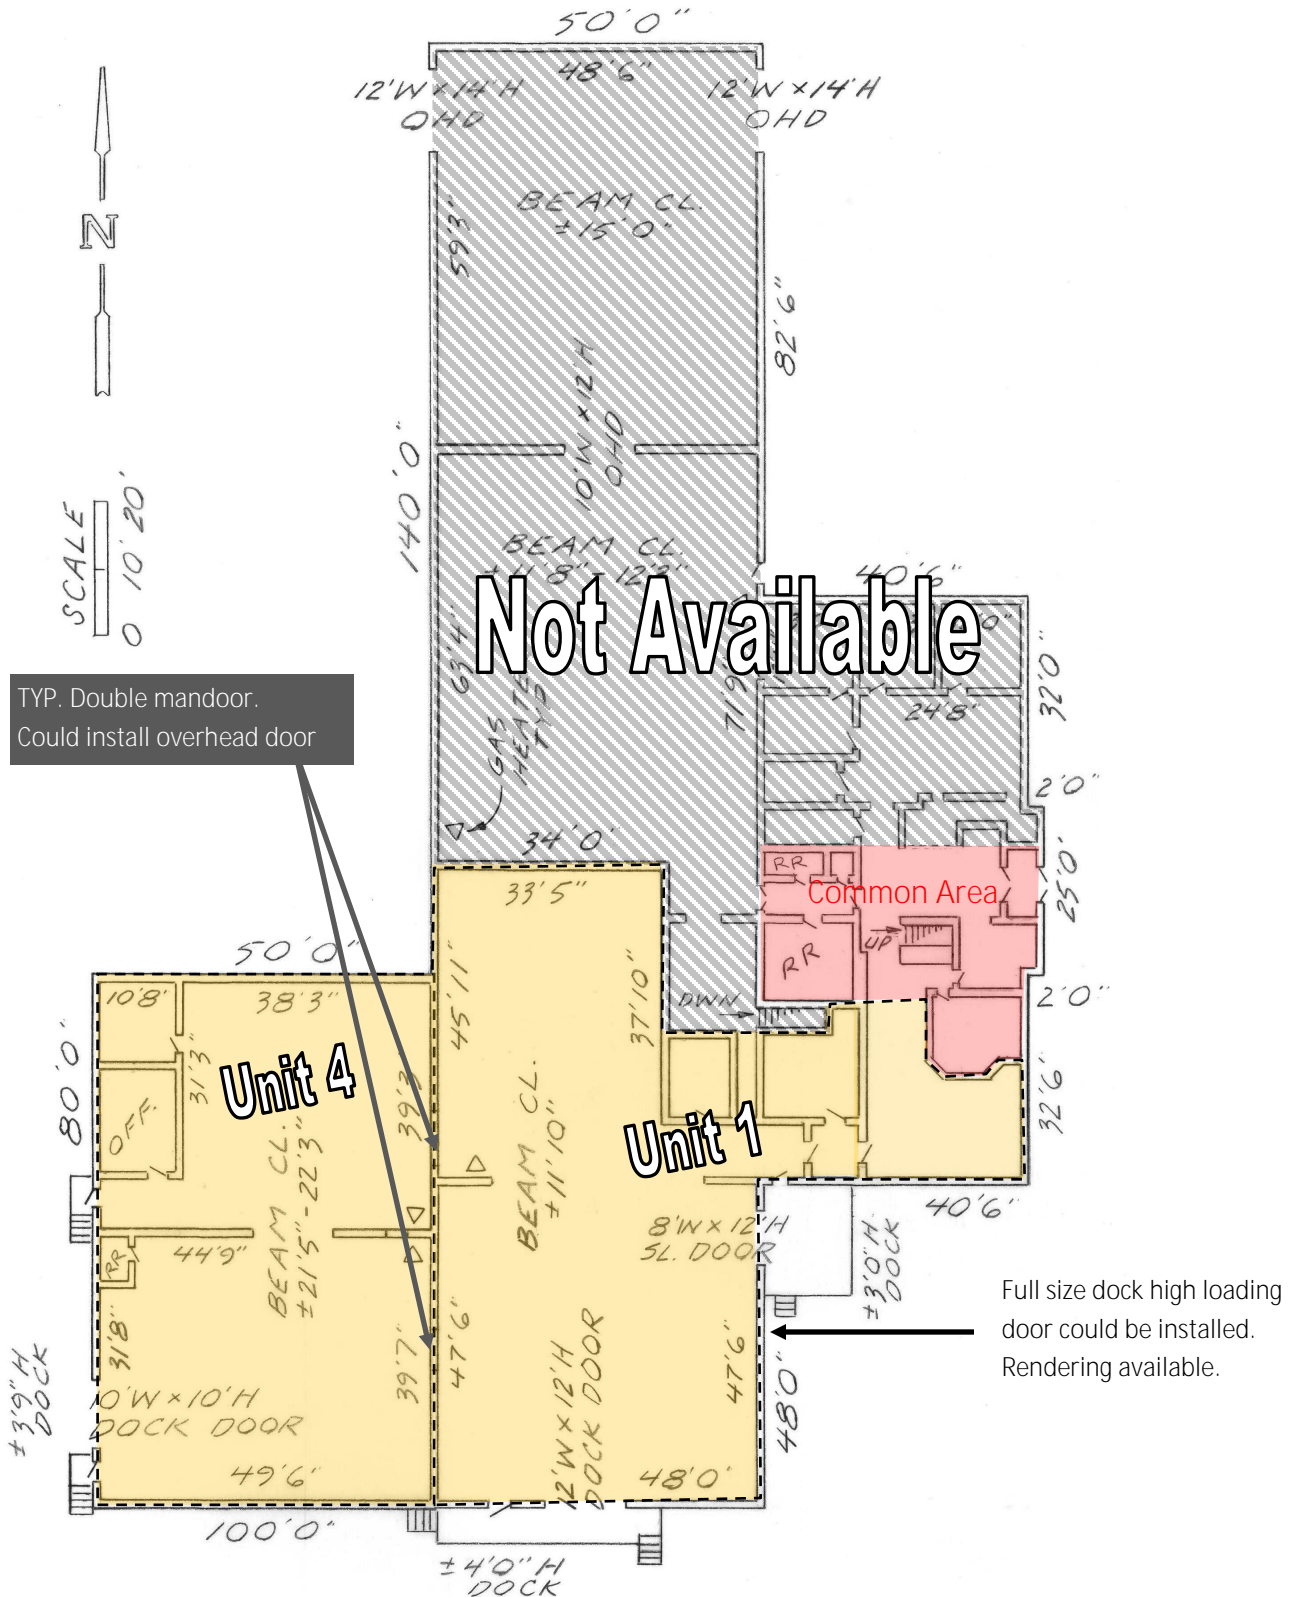 50'0"
48'6"
12'W x 14'H
OHD
12'W x 14'H
OHD
N
BEAM CL.
±15'0"
59'3"
82'6"
10'W x 12'H
OHD
140'0"
SCALE
0 10' 20'
BEAM CL.
±11'8" - 12'3"
40'6"
Not Available
63'4"
71'9"
32'0"
24'8"
TYP. Double mandoor.
Could install overhead door
GAS
HEATER
TYP
2'0"
34'0"
RR
Common Area
25'0"
33'5"
UP
RR
50'0"
45'11"
37'10"
10'8"
38'3"
DWN
2'0"
80'0"
31'3"
Unit 4
39'3"
OFF.
BEAM CL.
±21'5" - 22'3"
BEAM CL.
±11'10"
Unit 1
32'6"
40'6"
8'W x 12'H
SL. DOOR
±3'0"H
DOCK
44'9"
RR
31'8"
39'7"
47'6"
47'6"
48'0"
Full size dock high loading
door could be installed.
Rendering available.
±3'9"H
DOCK
0'W x 10'H
DOCK DOOR
12'W x 12'H
DOCK DOOR
49'6"
48'0"
100'0"
±4'0"H
DOCK